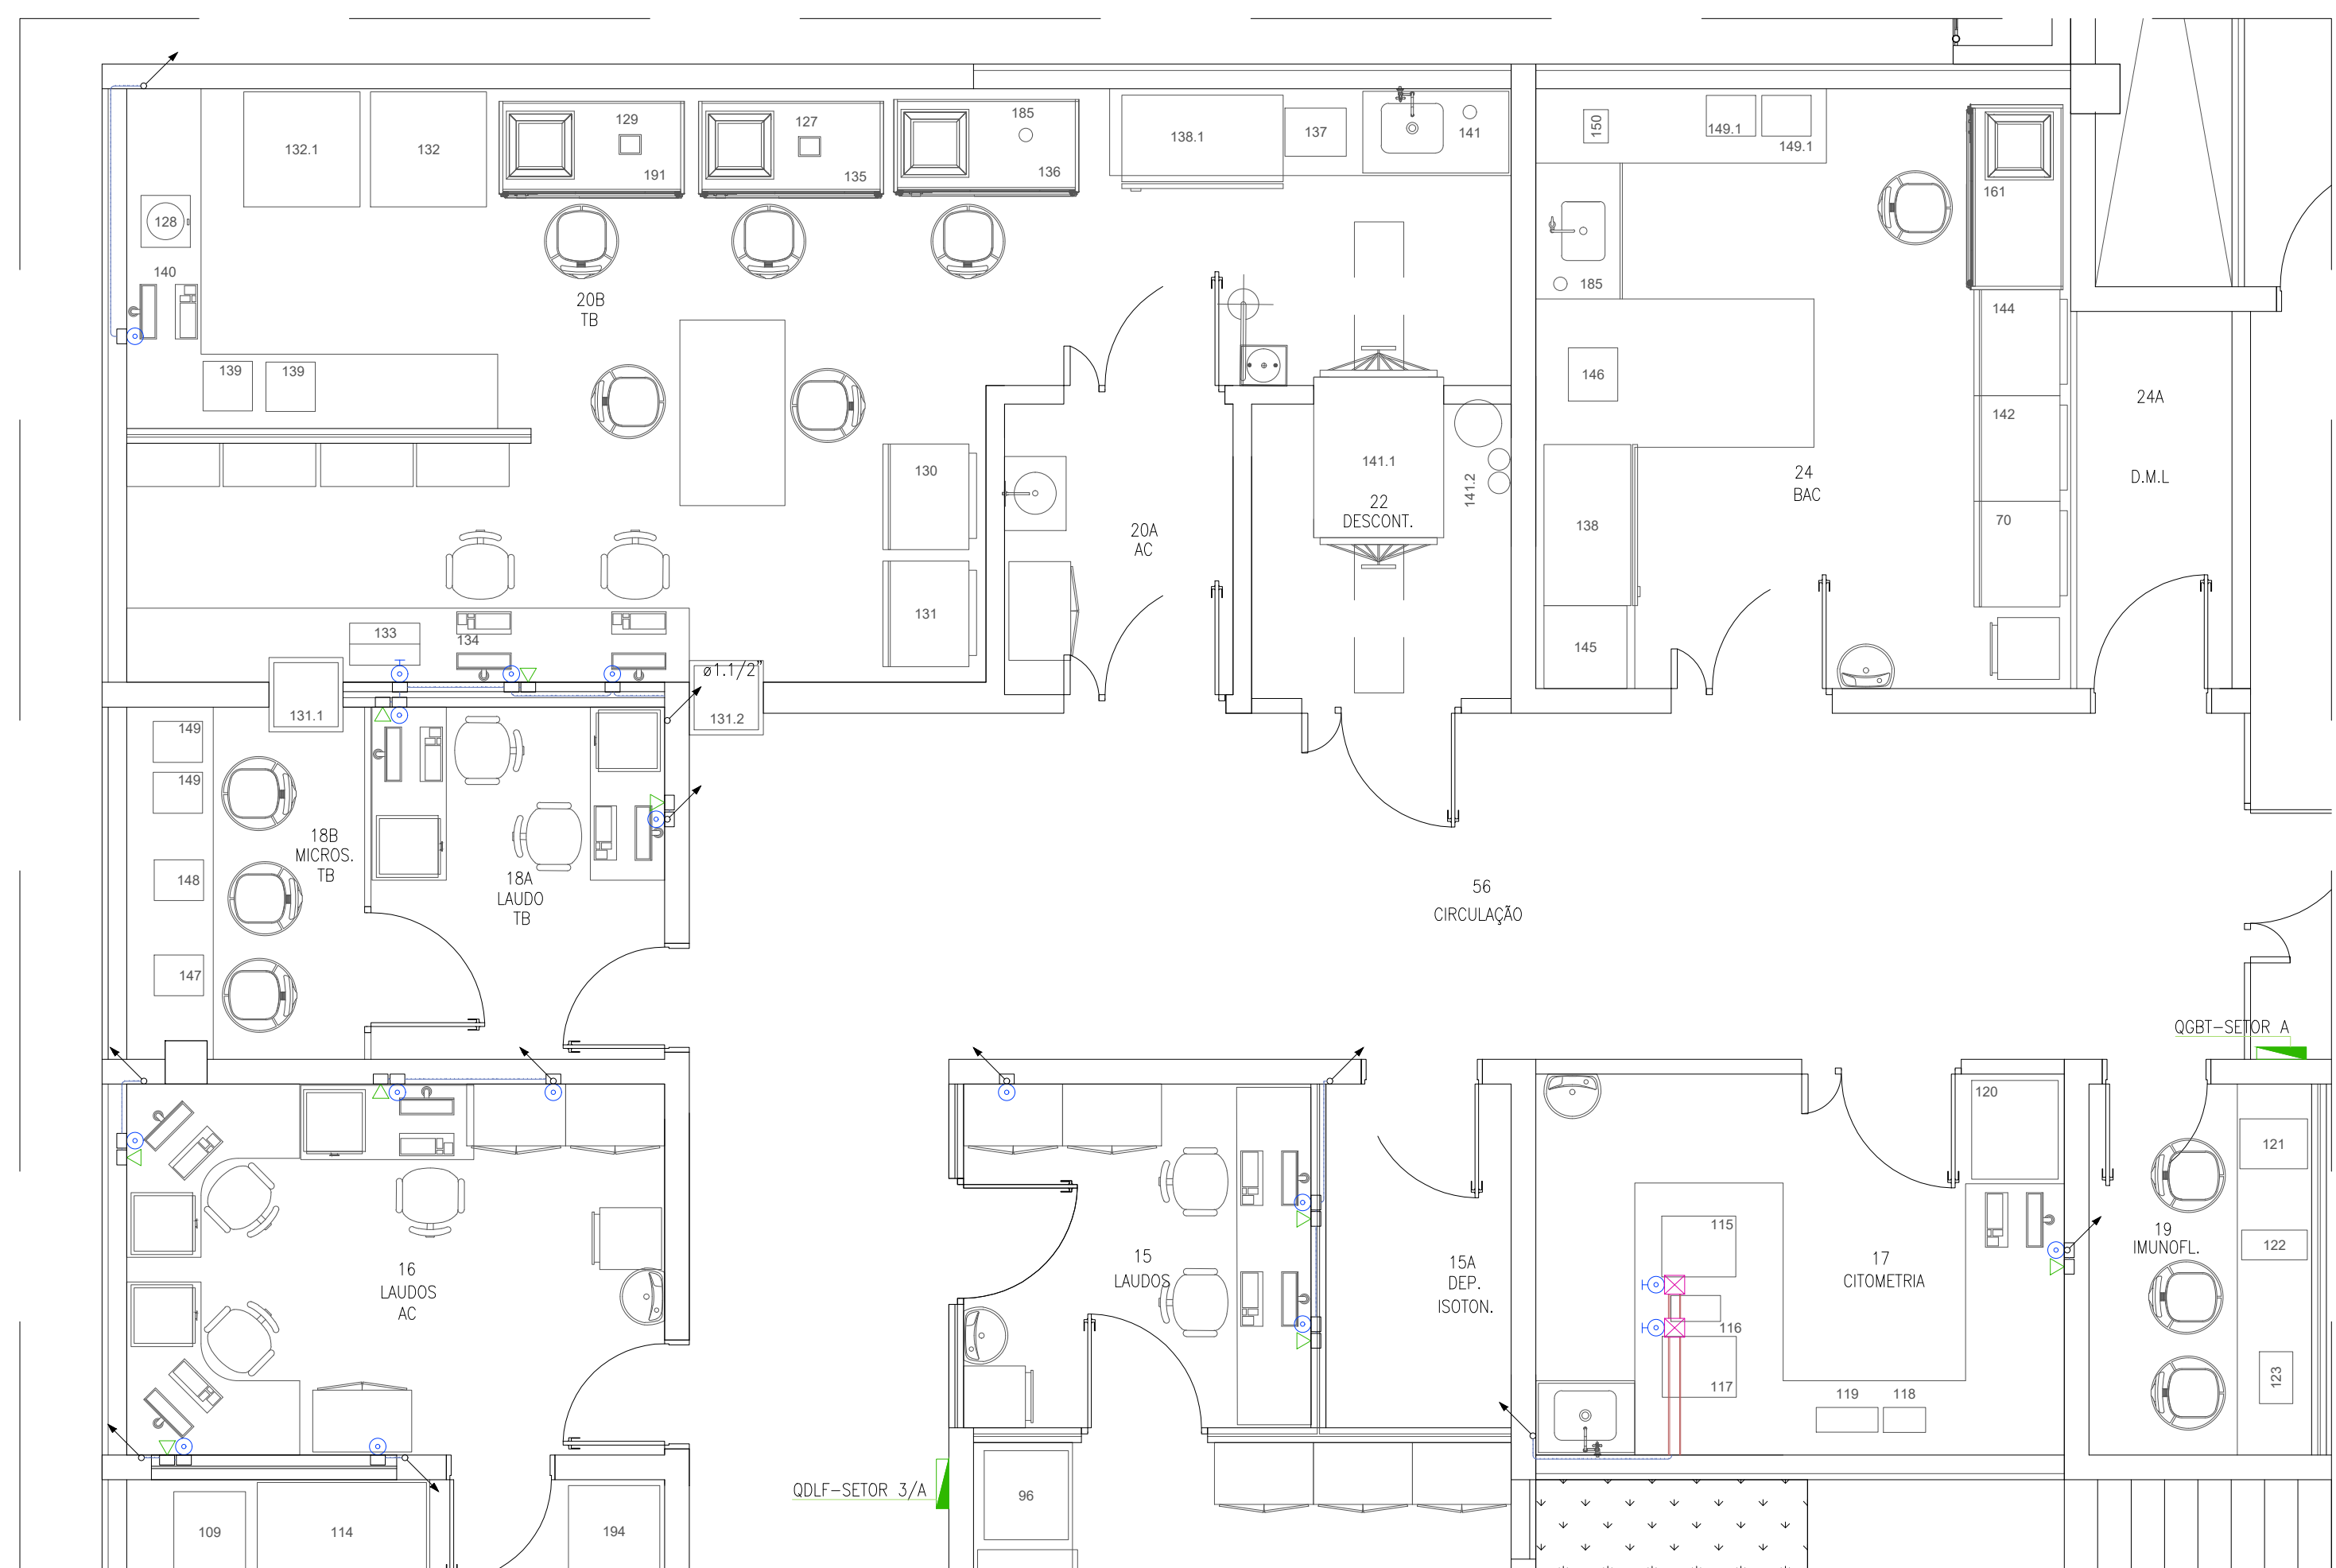 129
127
185
132.1
132
138.1
137
141
150
149.1
149.1
191
135
136
161
128
140
185
20B
TB
144
139
139
146
24A
142
130
141.1
141.2
24
BAC
D.M.L
22
DESCONT.
70
138
20A
AC
131
133
134
145
ø1.1/2"
131.1
131.2
149
149
18B
MICROS.
TB
148
18A
LAUDO
TB
56
CIRCULAÇÃO
147
QGBT-SETOR A
120
121
115
19
IMUNOFL.
122
16
LAUDOS
AC
15
LAUDOS
15A
DEP.
ISOTON.
17
CITOMETRIA
116
117
119
118
123
QDLF-SETOR 3/A
96
109
114
194